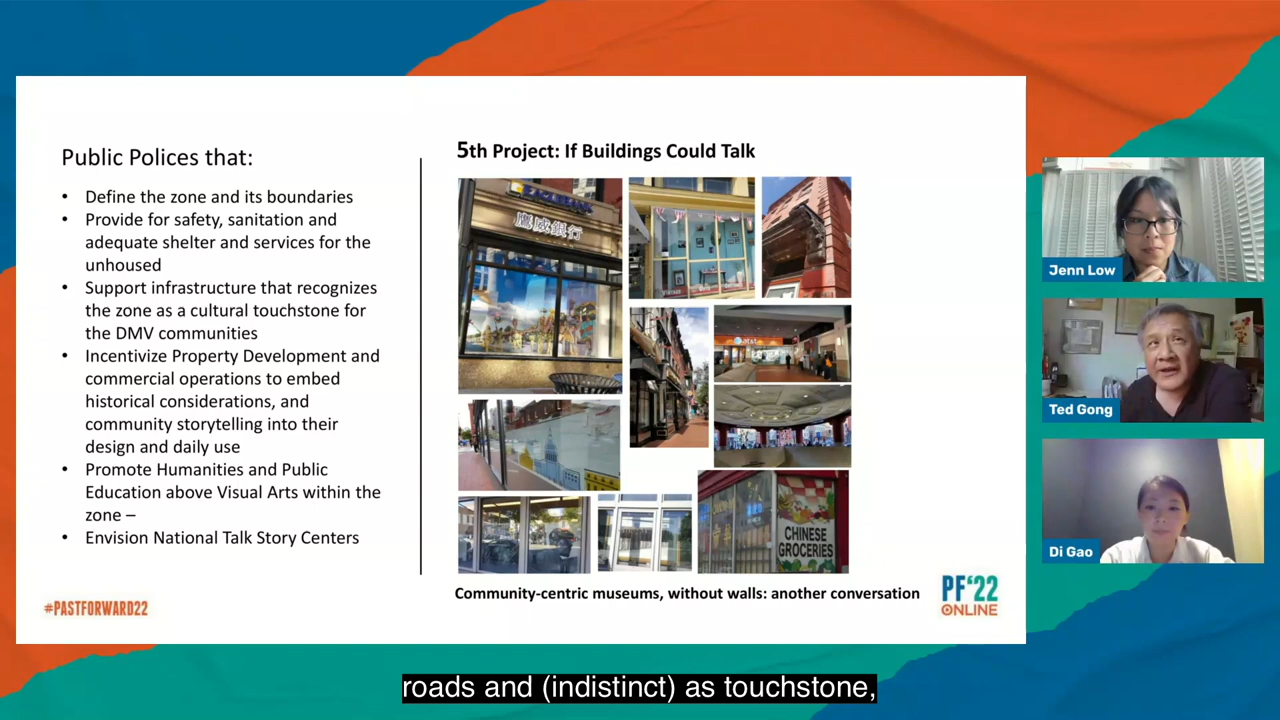 Public Polices that:
• Define the zone and its boundaries
• Provide for safety, sanitation and
adequate shelter and services for the
unhoused
• Support infrastructure that recognizes
the zone as a cultural touchstone for
the DMV communities
• Incentivize Property Development and
commercial operations to embed
historical considerations, and
community storytelling into their
design and daily use
• Promote Humanities and Public
Education above Visual Arts within the
zone –
• Envision National Talk Story Centers
#PASTFORWARD22
5th Project: If Buildings Could Talk
鷹威銀行
at&t
CHINESE
GROCERIES
Community-centric museums, without walls: another conversation
PF‘22
ONLINE
Jenn Low
Ted Gong
Di Gao
roads and (indistinct) as touchstone,